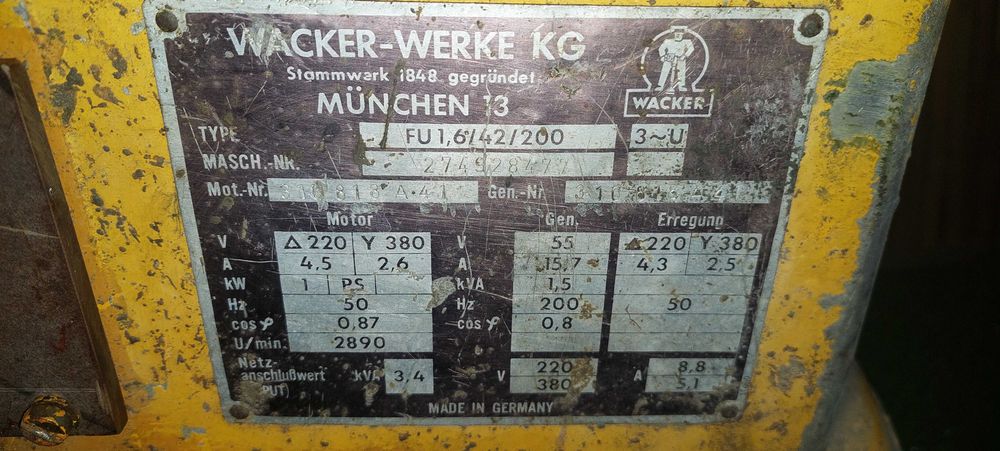 WACKER-WERKE KG
Stammwerk 1848 gegründet
MÜNCHEN 13
WACKER
TYPE FU 1,6/42/200 3~U
MASCH.-NR.
Mot.-Nr. Gen.-Nr.
Motor Gen. Erregung
V △ 220 Y 380 V 55 △ 220 Y 380
A 4,5 2,6 A 15,7 4,3 2,5
kW 1 PS kVA 1,5
Hz 50 Hz 200 50
cos φ 0,87 cos φ 0,8
U/min. 2890
Netz- 220 8,8
anschlußwert kVA 3,4 V 380 A 5,1
PUT)
MADE IN GERMANY